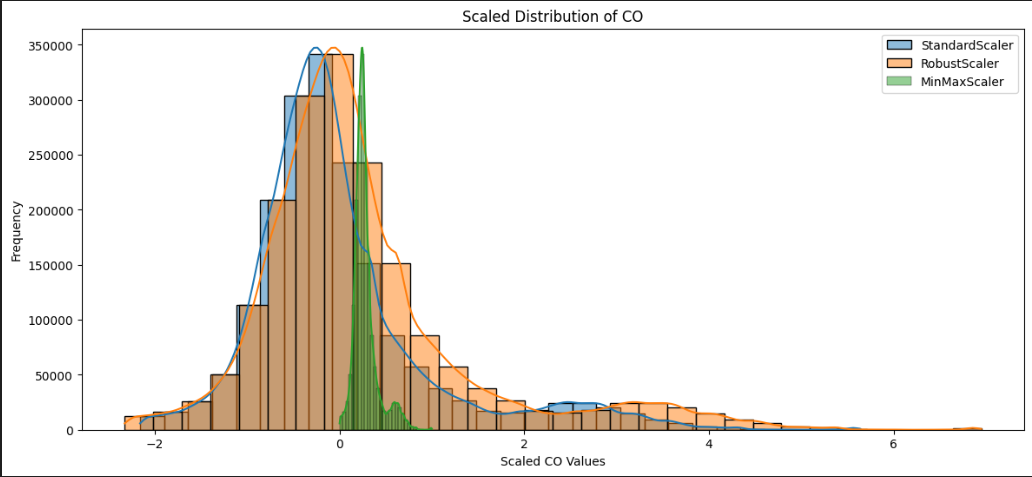 Scaled Distribution of CO
StandardScaler
RobustScaler
MinMaxScaler
350000
300000
250000
200000
150000
100000
50000
0
Frequency
−2
0
2
4
6
Scaled CO Values